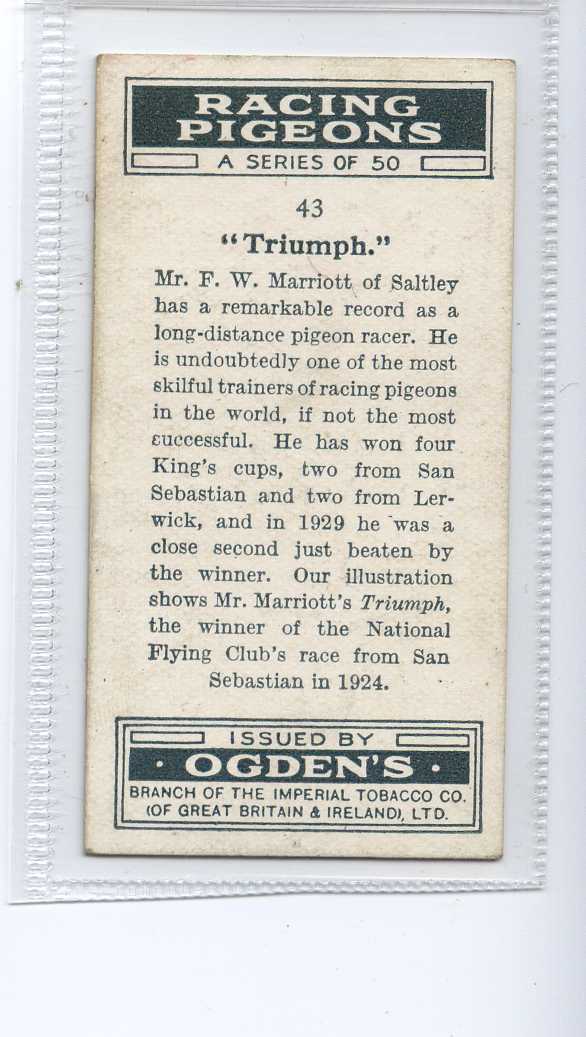 RACING
PIGEONS
A SERIES OF 50
43
“Triumph.”
Mr. F. W. Marriott of Saltley
has a remarkable record as a
long-distance pigeon racer. He
is undoubtedly one of the most
skilful trainers of racing pigeons
in the world, if not the most
successful. He has won four
King's cups, two from San
Sebastian and two from Ler-
wick, and in 1929 he was a
close second just beaten by
the winner. Our illustration
shows Mr. Marriott's Triumph,
the winner of the National
Flying Club's race from San
Sebastian in 1924.
ISSUED BY
· OGDEN'S ·
BRANCH OF THE IMPERIAL TOBACCO CO.
(OF GREAT BRITAIN & IRELAND), LTD.